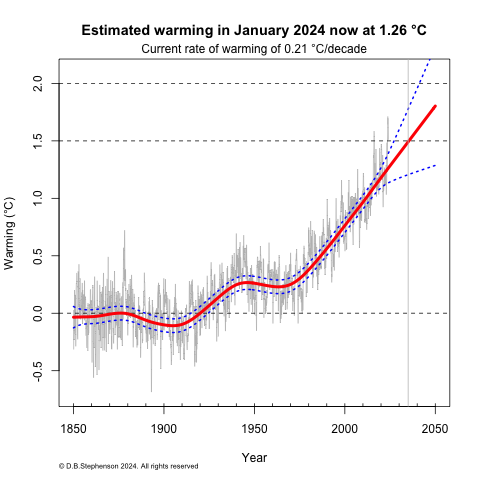 Estimated warming in January 2024 now at 1.26 °C
Current rate of warming of 0.21 °C/decade
Warming (°C)
2.0
1.5
1.0
0.5
0.0
-0.5
1850 1900 1950 2000 2050
Year
© D.B.Stephenson 2024. All rights reserved